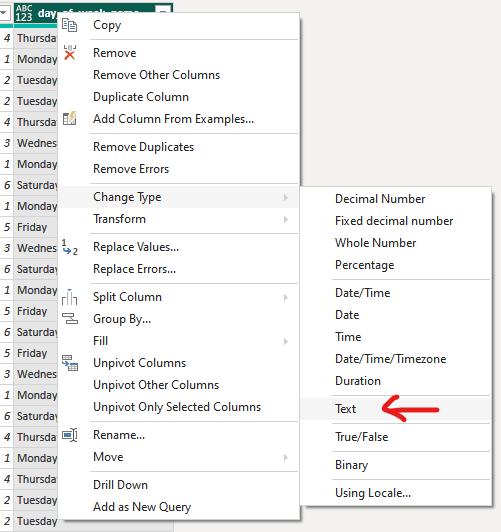 ABC
123 day_of_week_name
4 Thursday
1 Monday
2 Tuesday
2 Tuesday
4 Thursday
3 Wednes
1 Monday
6 Saturday
1 Monday
5 Friday
3 Wednes
6 Saturday
1 Monday
5 Friday
6 Saturday
5 Friday
3 Wednes
1 Monday
6 Saturday
4 Thursday
1 Monday
4 Thursday
2 Tuesday
2 Tuesday
Copy
Remove
Remove Other Columns
Duplicate Column
Add Column From Examples...
Remove Duplicates
Remove Errors
Change Type
Transform
1
2
Replace Values...
Replace Errors...
Split Column
Group By...
Fill
Unpivot Columns
Unpivot Other Columns
Unpivot Only Selected Columns
Rename...
Move
Drill Down
Add as New Query
Decimal Number
Fixed decimal number
Whole Number
Percentage
Date/Time
Date
Time
Date/Time/Timezone
Duration
Text
True/False
Binary
Using Locale...